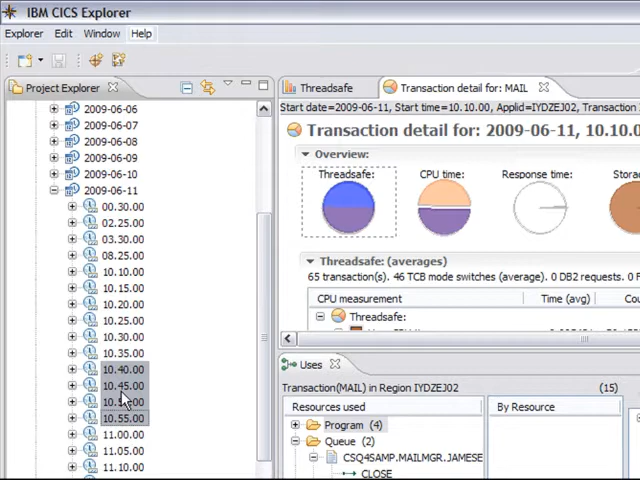 IBM CICS Explorer
Explorer Edit Window Help
Project Explorer
2009-06-06
2009-06-07
2009-06-08
2009-06-09
2009-06-10
2009-06-11
00.30.00
02.25.00
03.30.00
08.25.00
10.10.00
10.15.00
10.20.00
10.25.00
10.30.00
10.35.00
10.40.00
10.45.00
10.55.00
11.00.00
11.05.00
11.10.00
Threadsafe
Transaction detail for: MAIL
Start date=2009-06-11, Start time=10.10.00, Applid=IYDZEJ02, Transaction
Transaction detail for: 2009-06-11, 10.10.0
Overview:
Threadsafe: CPU time: Response time: Storag
Threadsafe: (averages)
65 transaction(s). 46 TCB mode switches (average). 0 DB2 requests. 0 F
CPU measurement Time (avg) Cou
Threadsafe:
Uses
Transaction(MAIL) in Region IYDZEJ02 (15)
Resources used By Resource
Program (4)
Queue (2)
CSQ4SAMP.MAILMGR.JAMESE
CLOSE